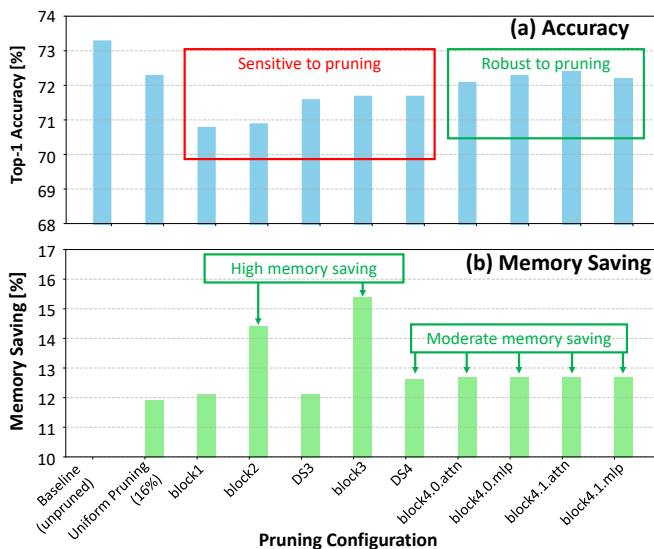 (a) Accuracy
Top-1 Accuracy [%]
74
73
72
71
70
69
68
Sensitive to pruning
Robust to pruning
(b) Memory Saving
Memory Saving [%]
17
16
15
14
13
12
11
10
High memory saving
Moderate memory saving
Baseline
(unpruned)
Uniform Pruning
(16%)
block1
block2
DS3
block3
DS4
block4.0.attn
block4.0.mlp
block4.1.attn
block4.1.mlp
Pruning Configuration